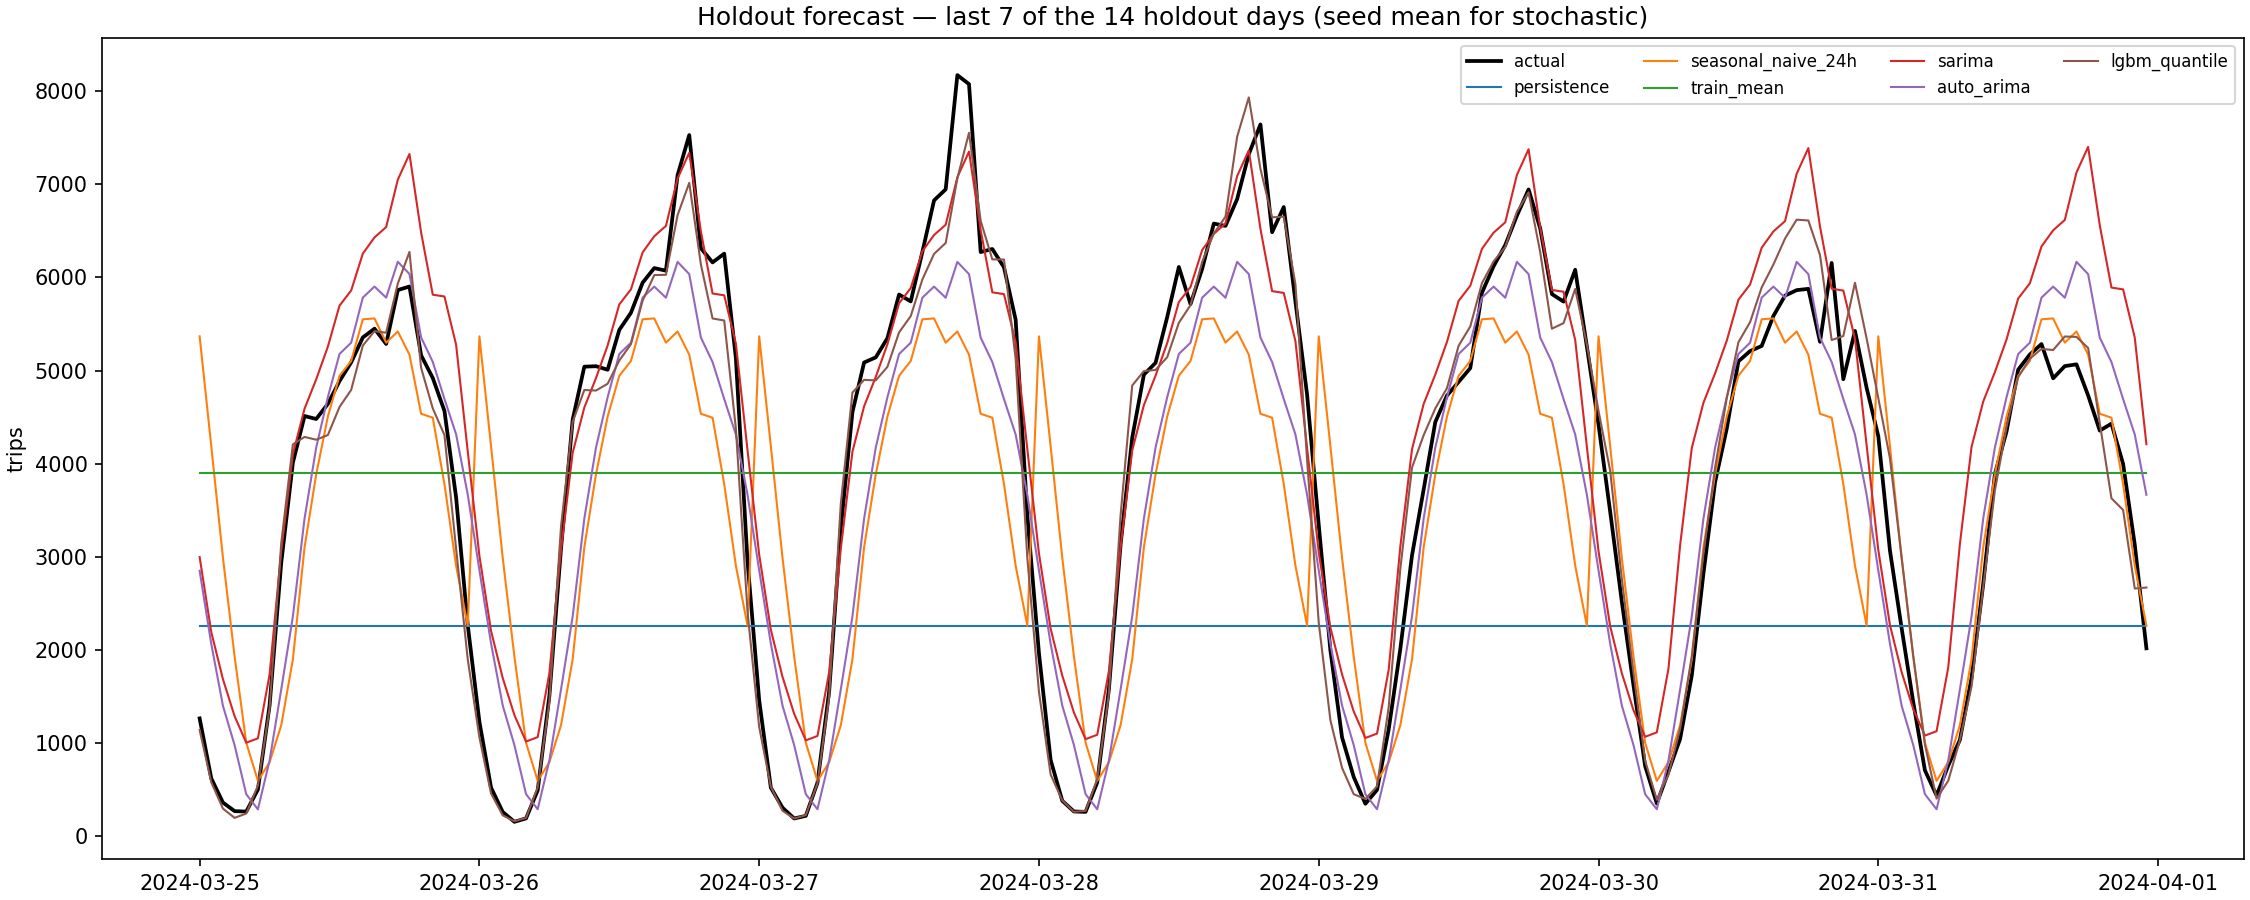 Holdout forecast — last 7 of the 14 holdout days (seed mean for stochastic)
actual
persistence
seasonal_naive_24h
train_mean
sarima
auto_arima
lgbm_quantile
trips
8000
7000
6000
5000
4000
3000
2000
1000
0
2024-03-25
2024-03-26
2024-03-27
2024-03-28
2024-03-29
2024-03-30
2024-03-31
2024-04-01